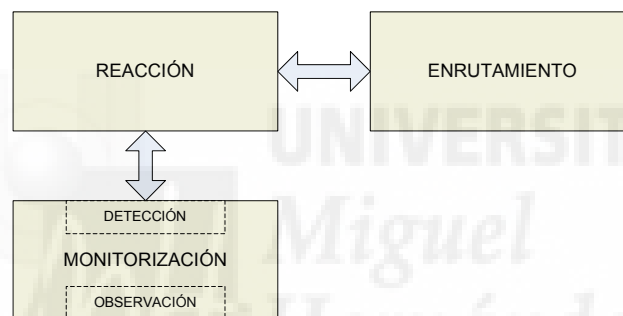 REACCIÓN
ENRUTAMIENTO
UNIVERSIT
DETECCIÓN
MONITORIZACIÓN
Miguel
OBSERVACIÓN